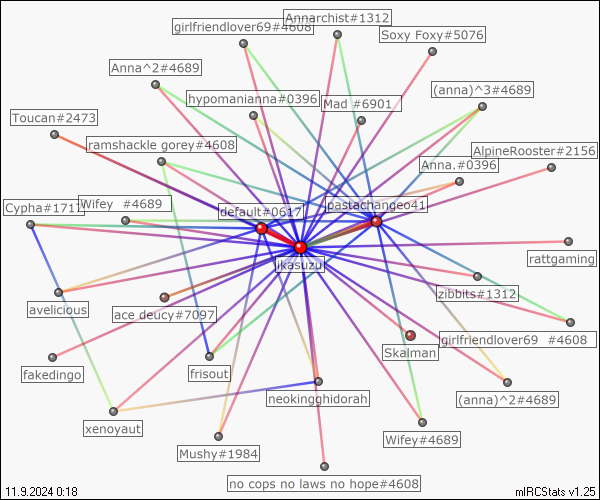 girlfriendlover69#4608
Annarchist#1312
Soxy Foxy#5076
Anna^2#4689
hypomanianna#0396
Mad #6901
(anna)^3#4689
Toucan#2473
ramshackle gorey#4608
Anna.#0396
AlpineRooster#2156
Cypha#1717
Wifey #4689
default#0617
pastachangeo41
ikasuzu
rattgaming
avelicious
ace deucy#7097
zibbits#1312
Skalman
girlfriendlover69 #4608
fakedingo
frisout
neokingghidorah
(anna)^2#4689
xenoyaut
Mushy#1984
Wifey#4689
no cops no laws no hope#4608
11.9.2024 0:18
mIRCStats v1.25